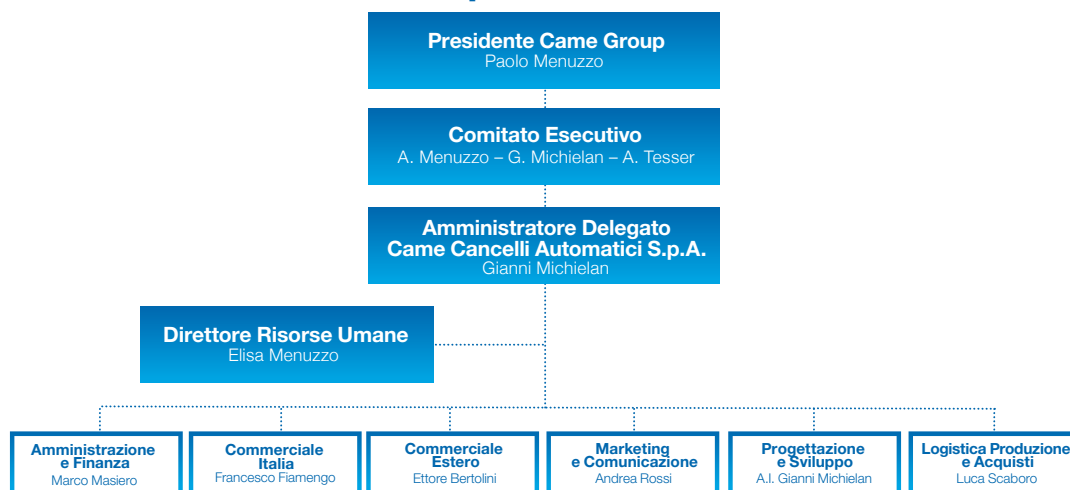 Presidente Came Group
Paolo Menuzzo
Comitato Esecutivo
A. Menuzzo – G. Michielan – A. Tesser
Amministratore Delegato
Came Cancelli Automatici S.p.A.
Gianni Michielan
Direttore Risorse Umane
Elisa Menuzzo
Amministrazione
e Finanza
Marco Masiero
Commerciale
Italia
Francesco Fiamengo
Commerciale
Estero
Ettore Bertolini
Marketing
e Comunicazione
Andrea Rossi
Progettazione
e Sviluppo
A.I. Gianni Michielan
Logistica Produzione
e Acquisti
Luca Scaboro